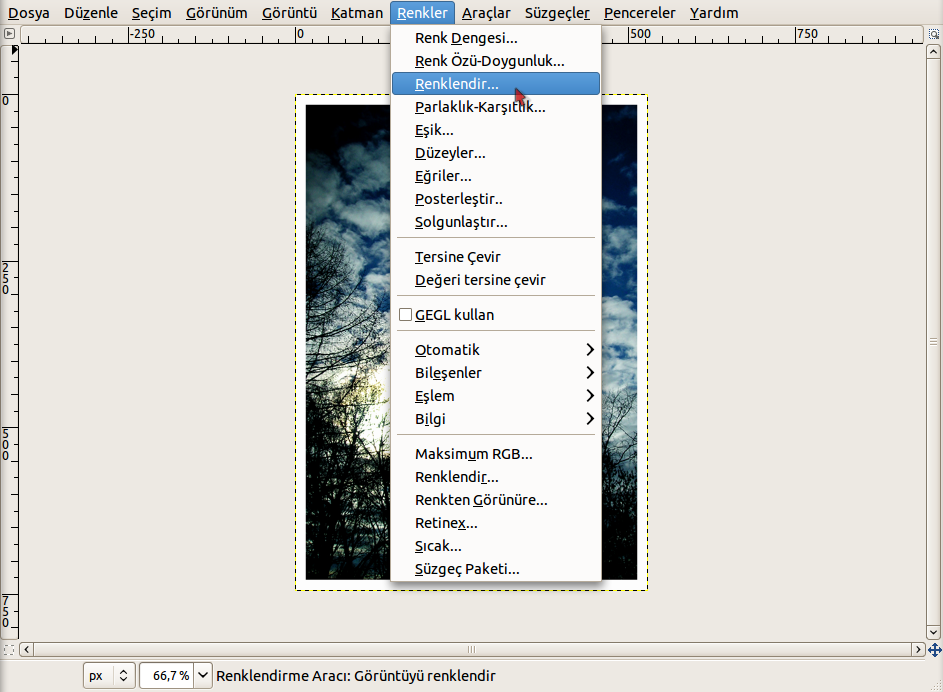 Dosya Düzenle Seçim Görünüm Görüntü Katman Renkler Araçlar Süzgeçler Pencereler Yardım
-250 0 500 750
Renk Dengesi...
Renk Özü-Doygunluk...
Renklendir...
Parlaklık-Karşıtlık...
Eşik...
Düzeyler...
Eğriler...
Posterleştir..
Solgunlaştır...
Tersine Çevir
Değeri tersine çevir
GEGL kullan
Otomatik
Bileşenler
Eşlem
Bilgi
Maksimum RGB...
Renklendir...
Renkten Görünüre...
Retinex...
Sıcak...
Süzgeç Paketi...
0
250
500
750
px 66,7 % Renklendirme Aracı: Görüntüyü renklendir